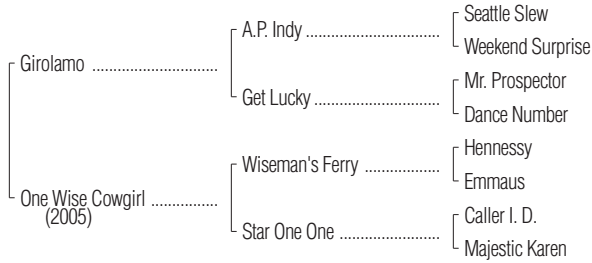 Seattle Slew
A.P. Indy ..............................
Weekend Surprise
Girolamo ............................
Mr. Prospector
Get Lucky ............................
Dance Number
Hennessy
Wiseman's Ferry .................
Emmaus
One Wise Cowgirl ...............
(2005)
Caller I. D.
Star One One ......................
Majestic Karen